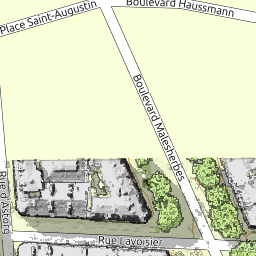 Boulevard Haussmann
Place Saint-Augustin
Boulevard Malesherbes
Rue d'Astorg
Rue Lavoisier